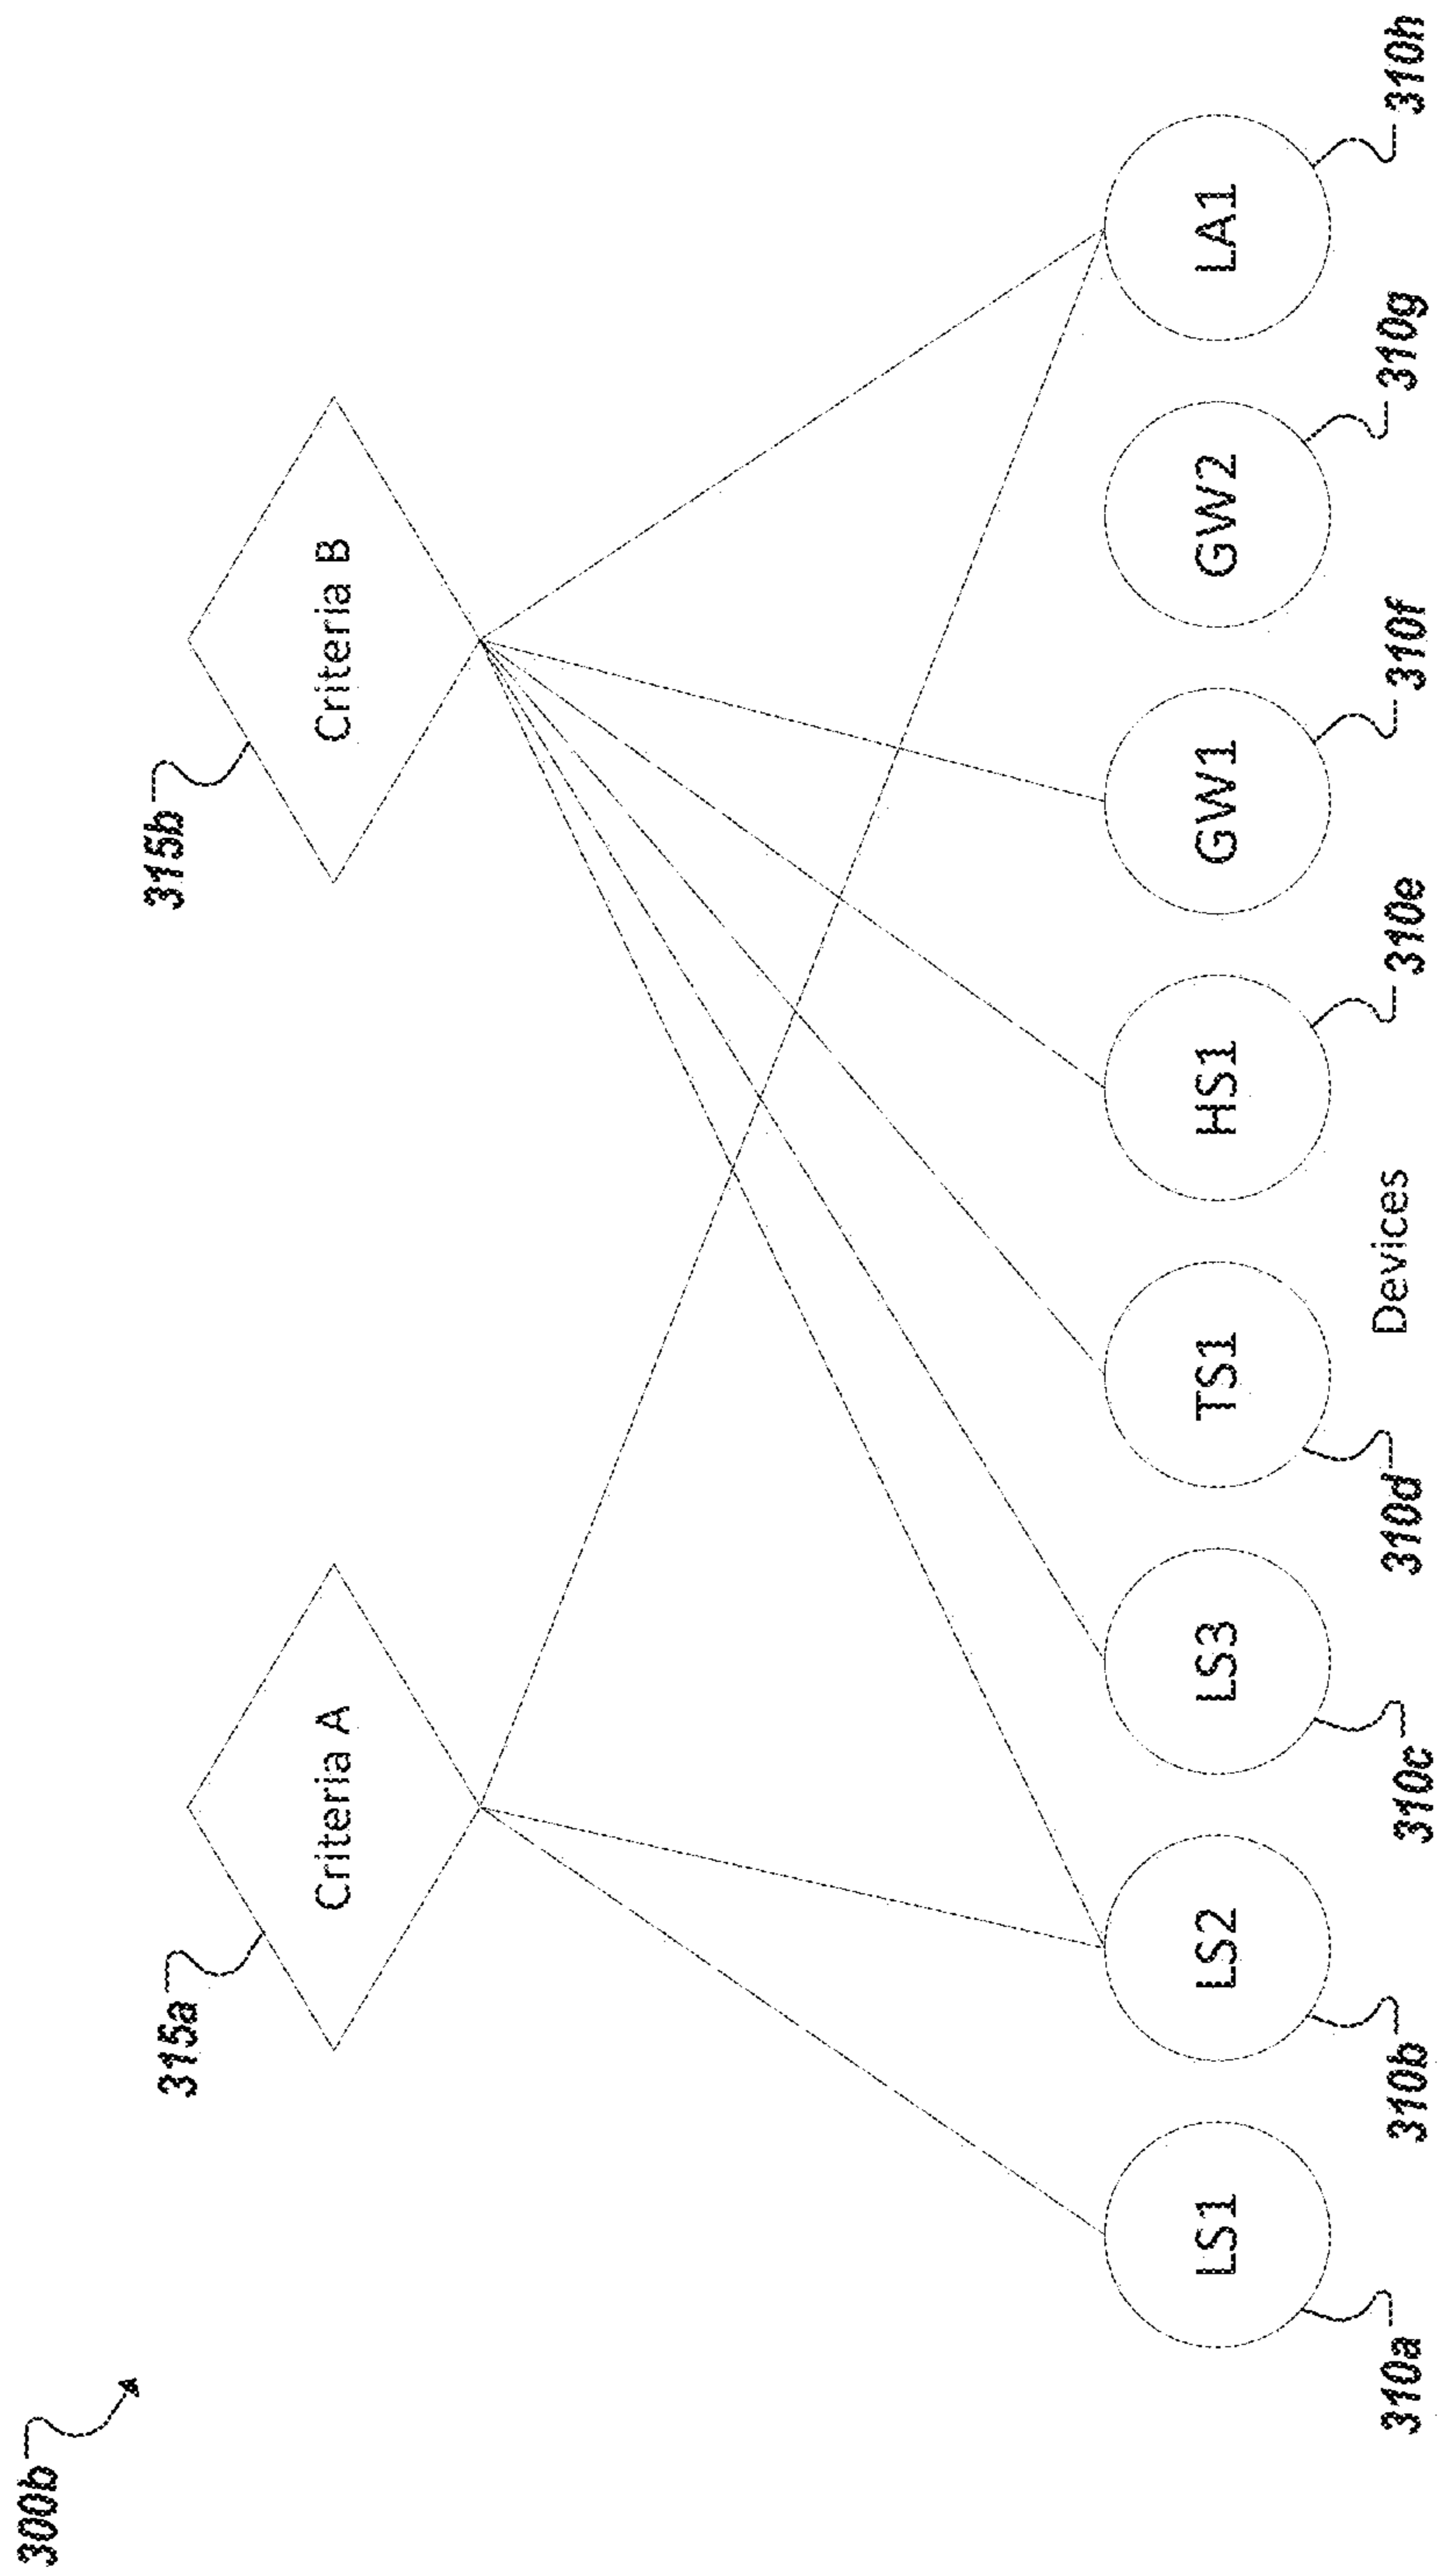 300b
315a
315b
Criteria A
Criteria B
LS1
LS2
LS3
TS1
HS1
GW1
GW2
LA1
310a
310b
310c
310d
Devices
310e
310f
310g
310h